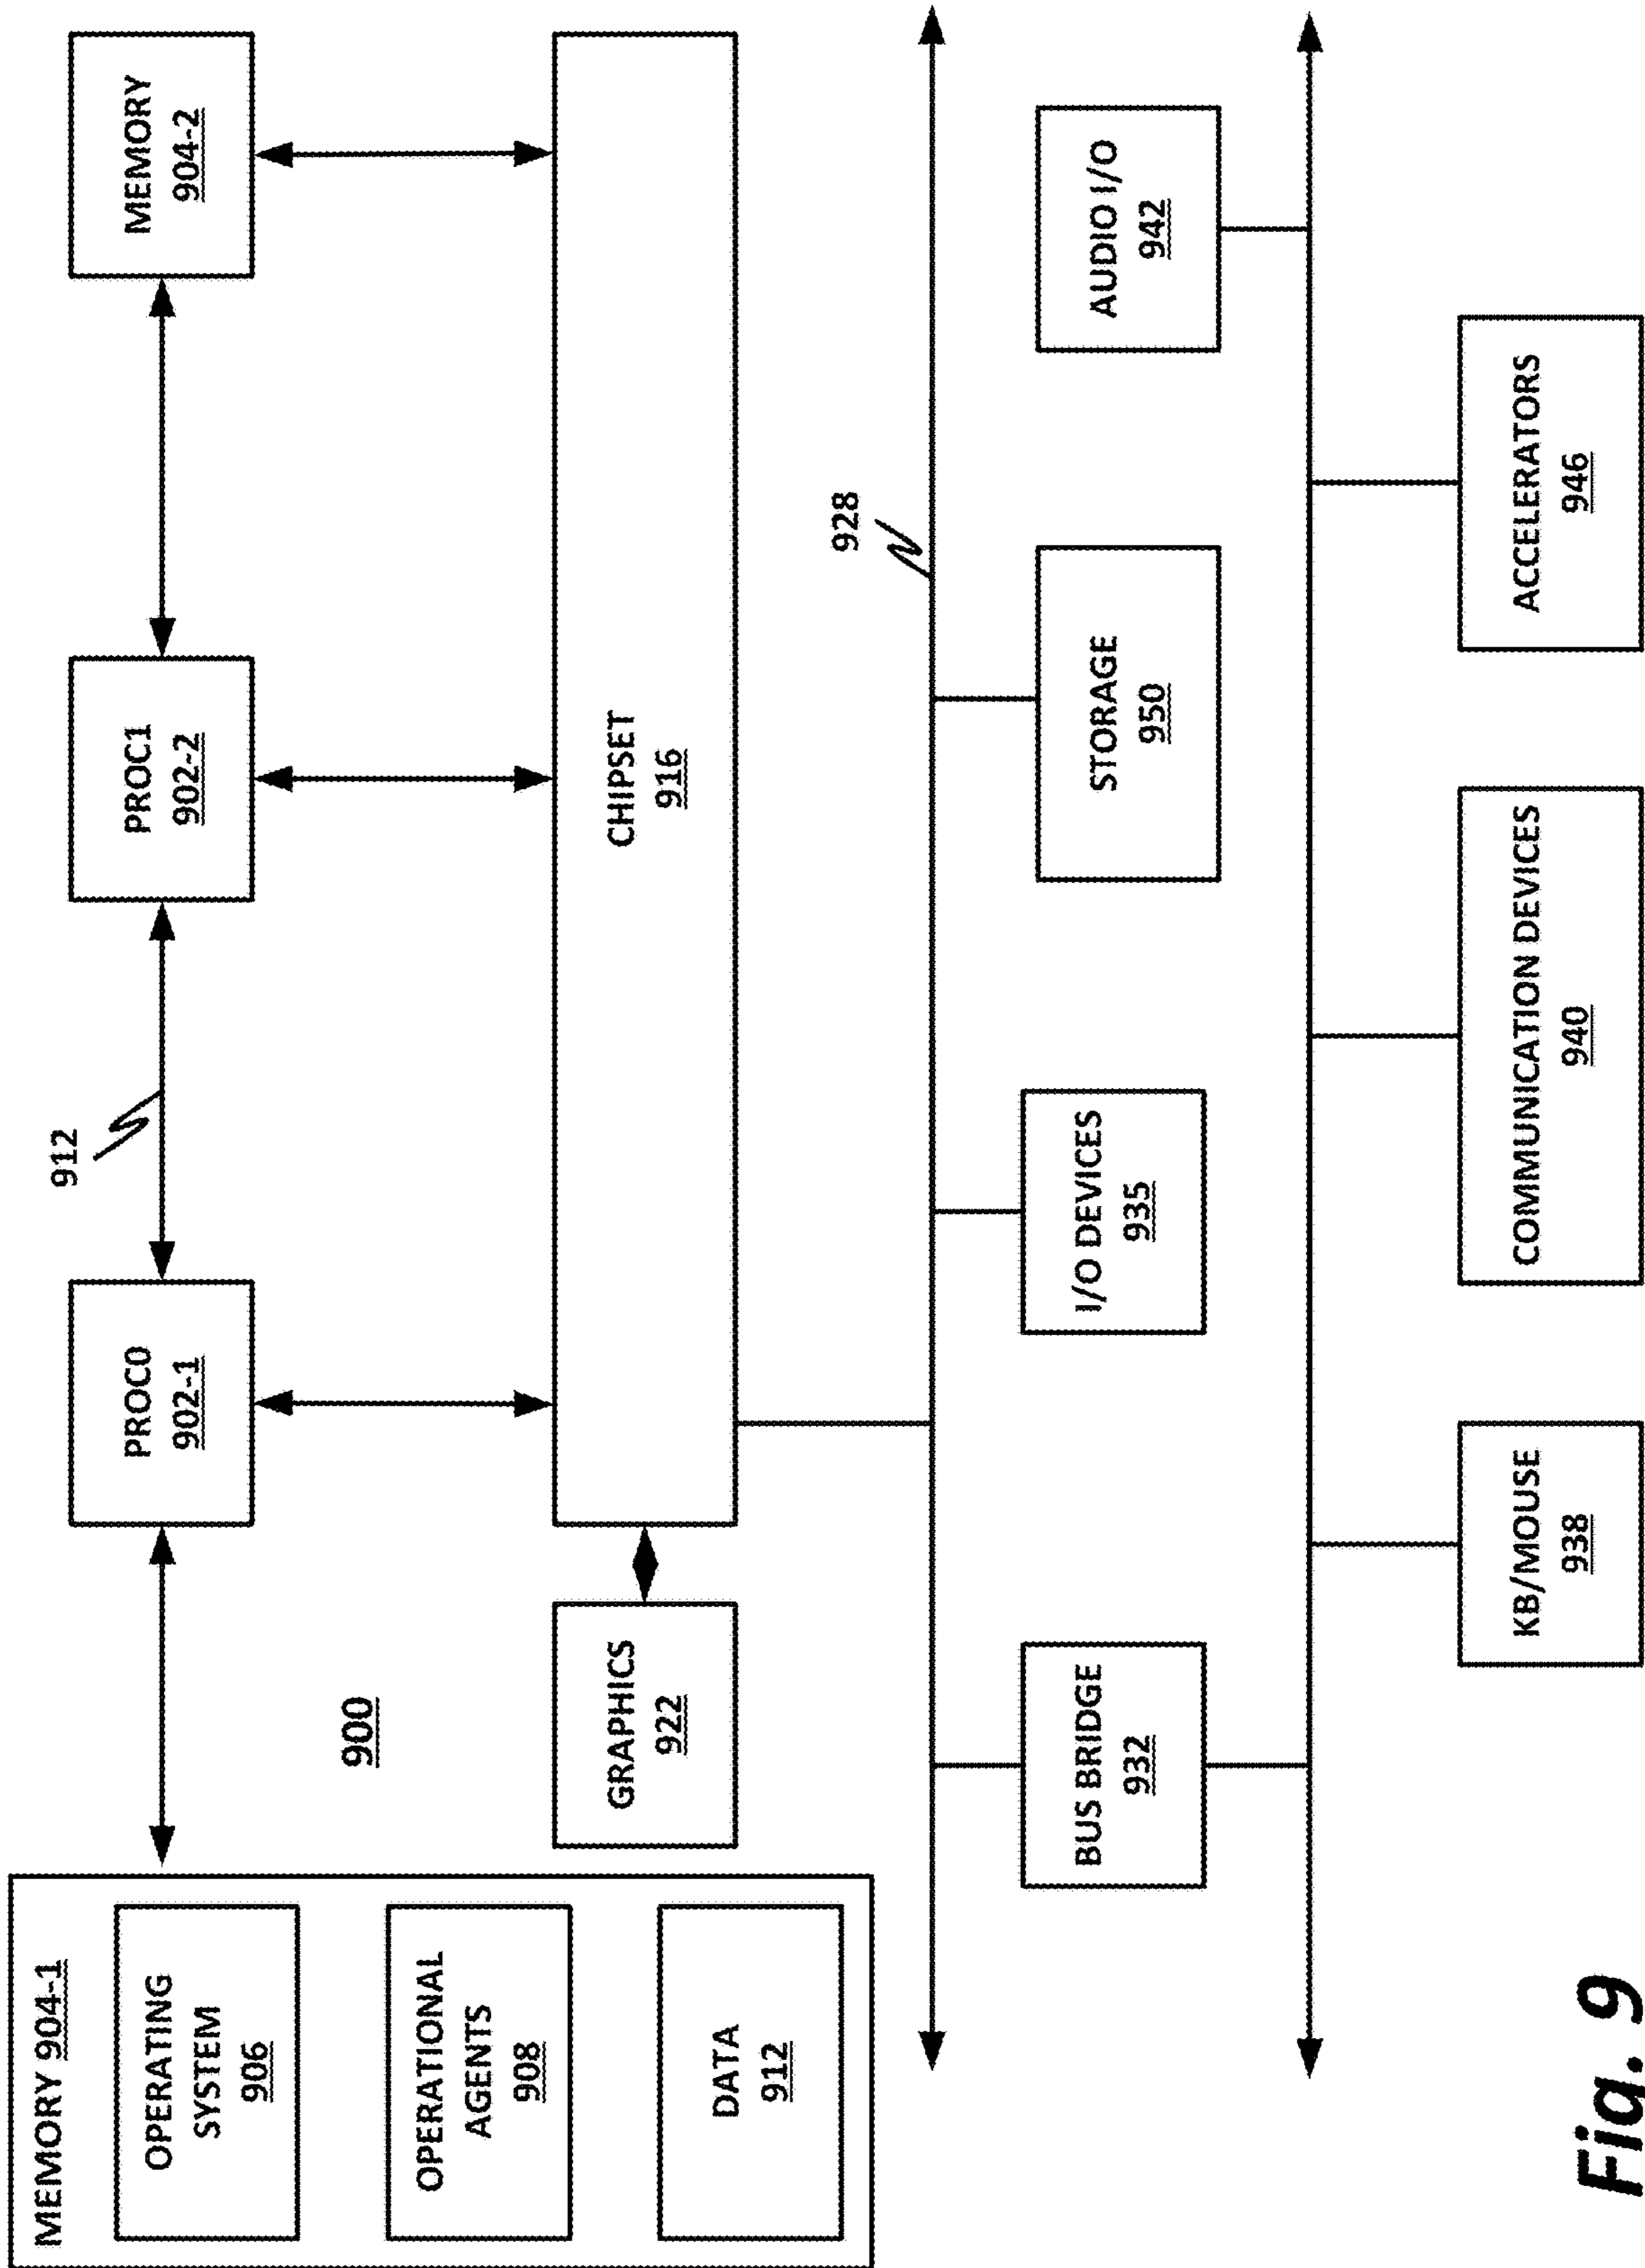 MEMORY 904-1
OPERATING
SYSTEM
906
OPERATIONAL
AGENTS
908
DATA
912
PROC0
902-1
912
PROC1
902-2
MEMORY
904-2
900
GRAPHICS
922
CHIPSET
916
928
BUS BRIDGE
932
I/O DEVICES
935
STORAGE
950
AUDIO I/O
942
KB/MOUSE
938
COMMUNICATION DEVICES
940
ACCELERATORS
946
Fig. 9